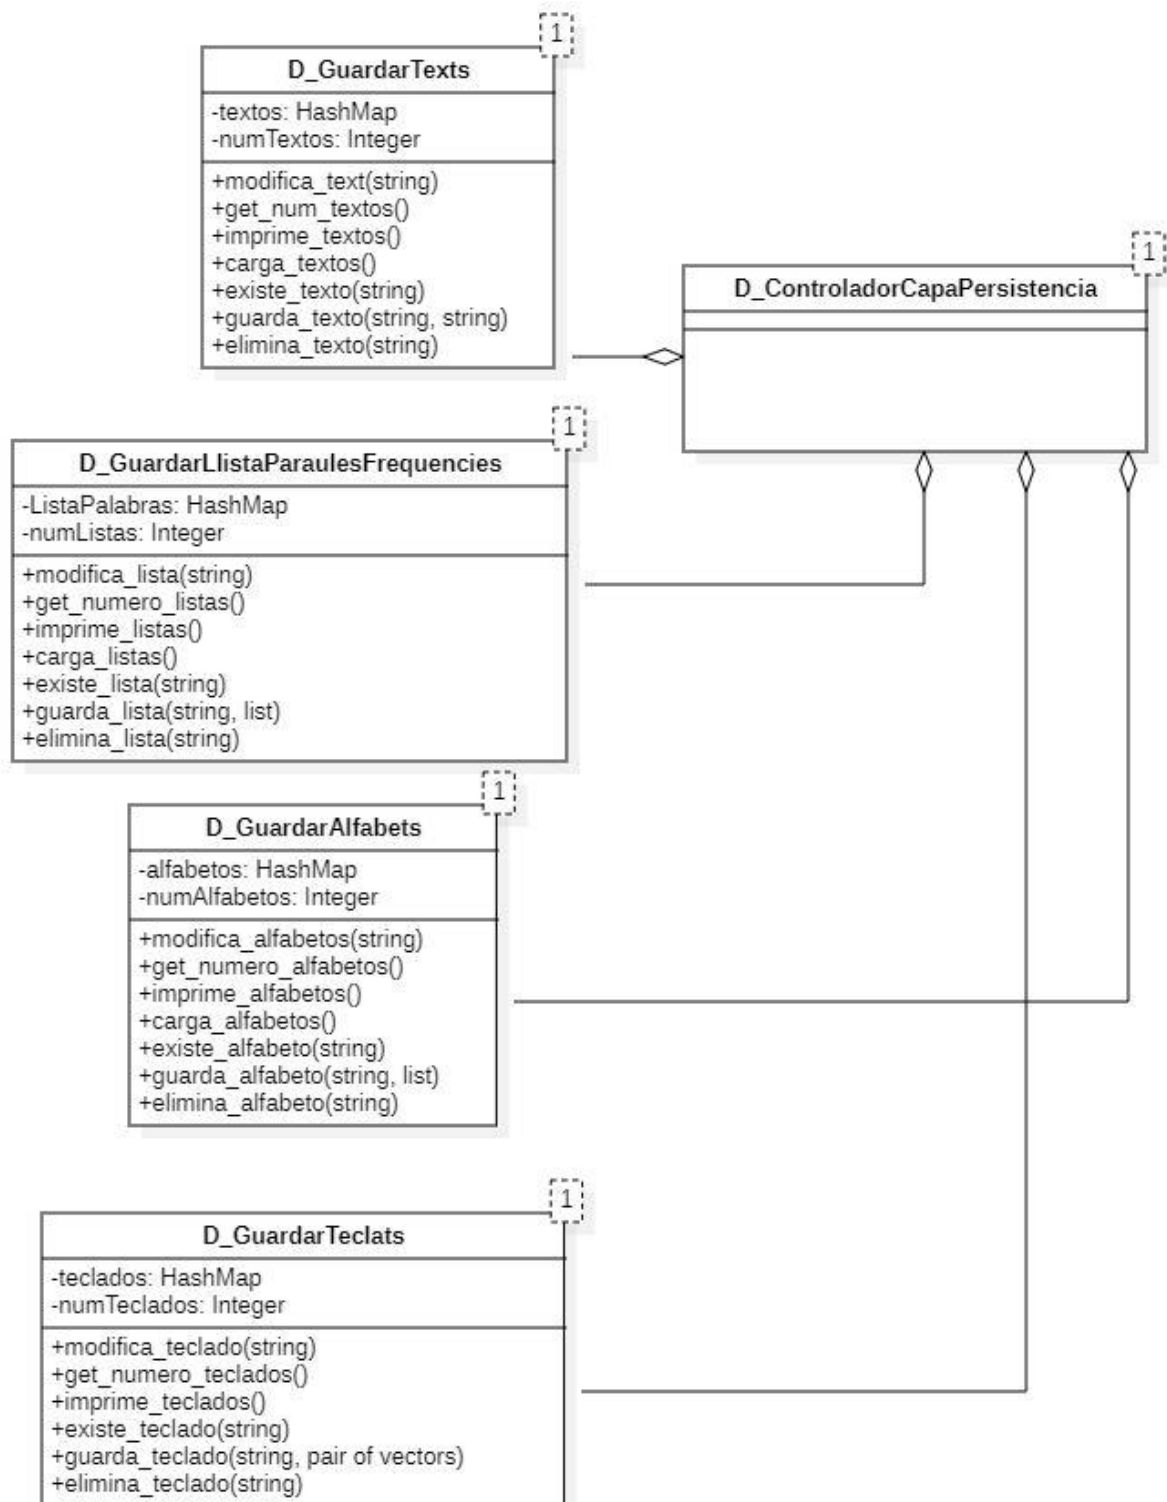 1
D_GuardarTexts
-textos: HashMap
-numTextos: Integer
+modifica_text(string)
+get_num_textos()
+imprime_textos()
+carga_textos()
+existe_texto(string)
+guarda_texto(string, string)
+elimina_texto(string)
1
D_ControladorCapaPersistencia
1
D_GuardarLlistaParaulesFrequencies
-ListaPalabras: HashMap
-numListas: Integer
+modifica_lista(string)
+get_numero_listas()
+imprime_listas()
+carga_listas()
+existe_lista(string)
+guarda_lista(string, list)
+elimina_lista(string)
1
D_GuardarAlfabets
-alfabetos: HashMap
-numAlfabetos: Integer
+modifica_alfabetos(string)
+get_numero_alfabetos()
+imprime_alfabetos()
+carga_alfabetos()
+existe_alfabeto(string)
+guarda_alfabeto(string, list)
+elimina_alfabeto(string)
1
D_GuardarTeclats
-teclados: HashMap
-numTeclados: Integer
+modifica_teclado(string)
+get_numero_teclados()
+imprime_teclados()
+existe_teclado(string)
+guarda_teclado(string, pair of vectors)
+elimina_teclado(string)